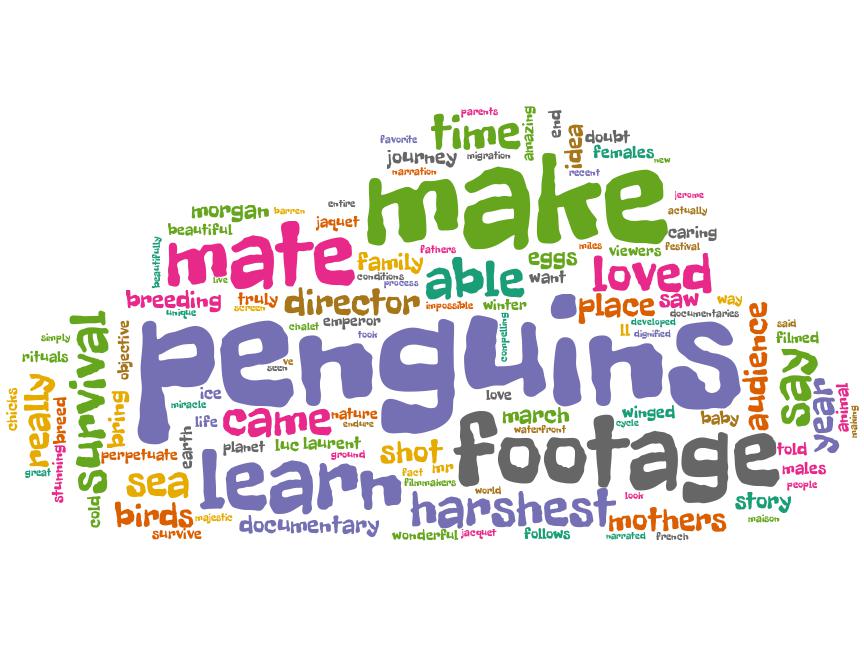 parents
time
amazing
end
idea
doubt
favorite
journey
migration
females
new
narration
recent
make
jerome
morgan
barren
entire
jaquet
actually
beautiful
caring
beautifully
mate
live
family
fathers
conditions
process
able
eggs
want
miles
viewers
festival
loved
breeding
unique
truly
screen
director
impossible
winter
place
saw
way
documentaries
chalet
emperor
took
compelling
ll
developed
dignified
audience
said
filmed
simply
rituals
survival
objective
penguins
seen
ve
say
chicks
really
breed
stunning
great
bring
ice
miracle
love
year
animal
making
life
came
nature
endure
march
waterfront
winged
cycle
baby
perpetuate
earth
planet
luc
laurent
ground
shot
fact
mr
filmmakers
footage
told
males
people
cold
sea
learn
world
look
harshest
story
maison
birds
majestic
survive
documentary
wonderful
jacquet
follows
mothers
narrated
french